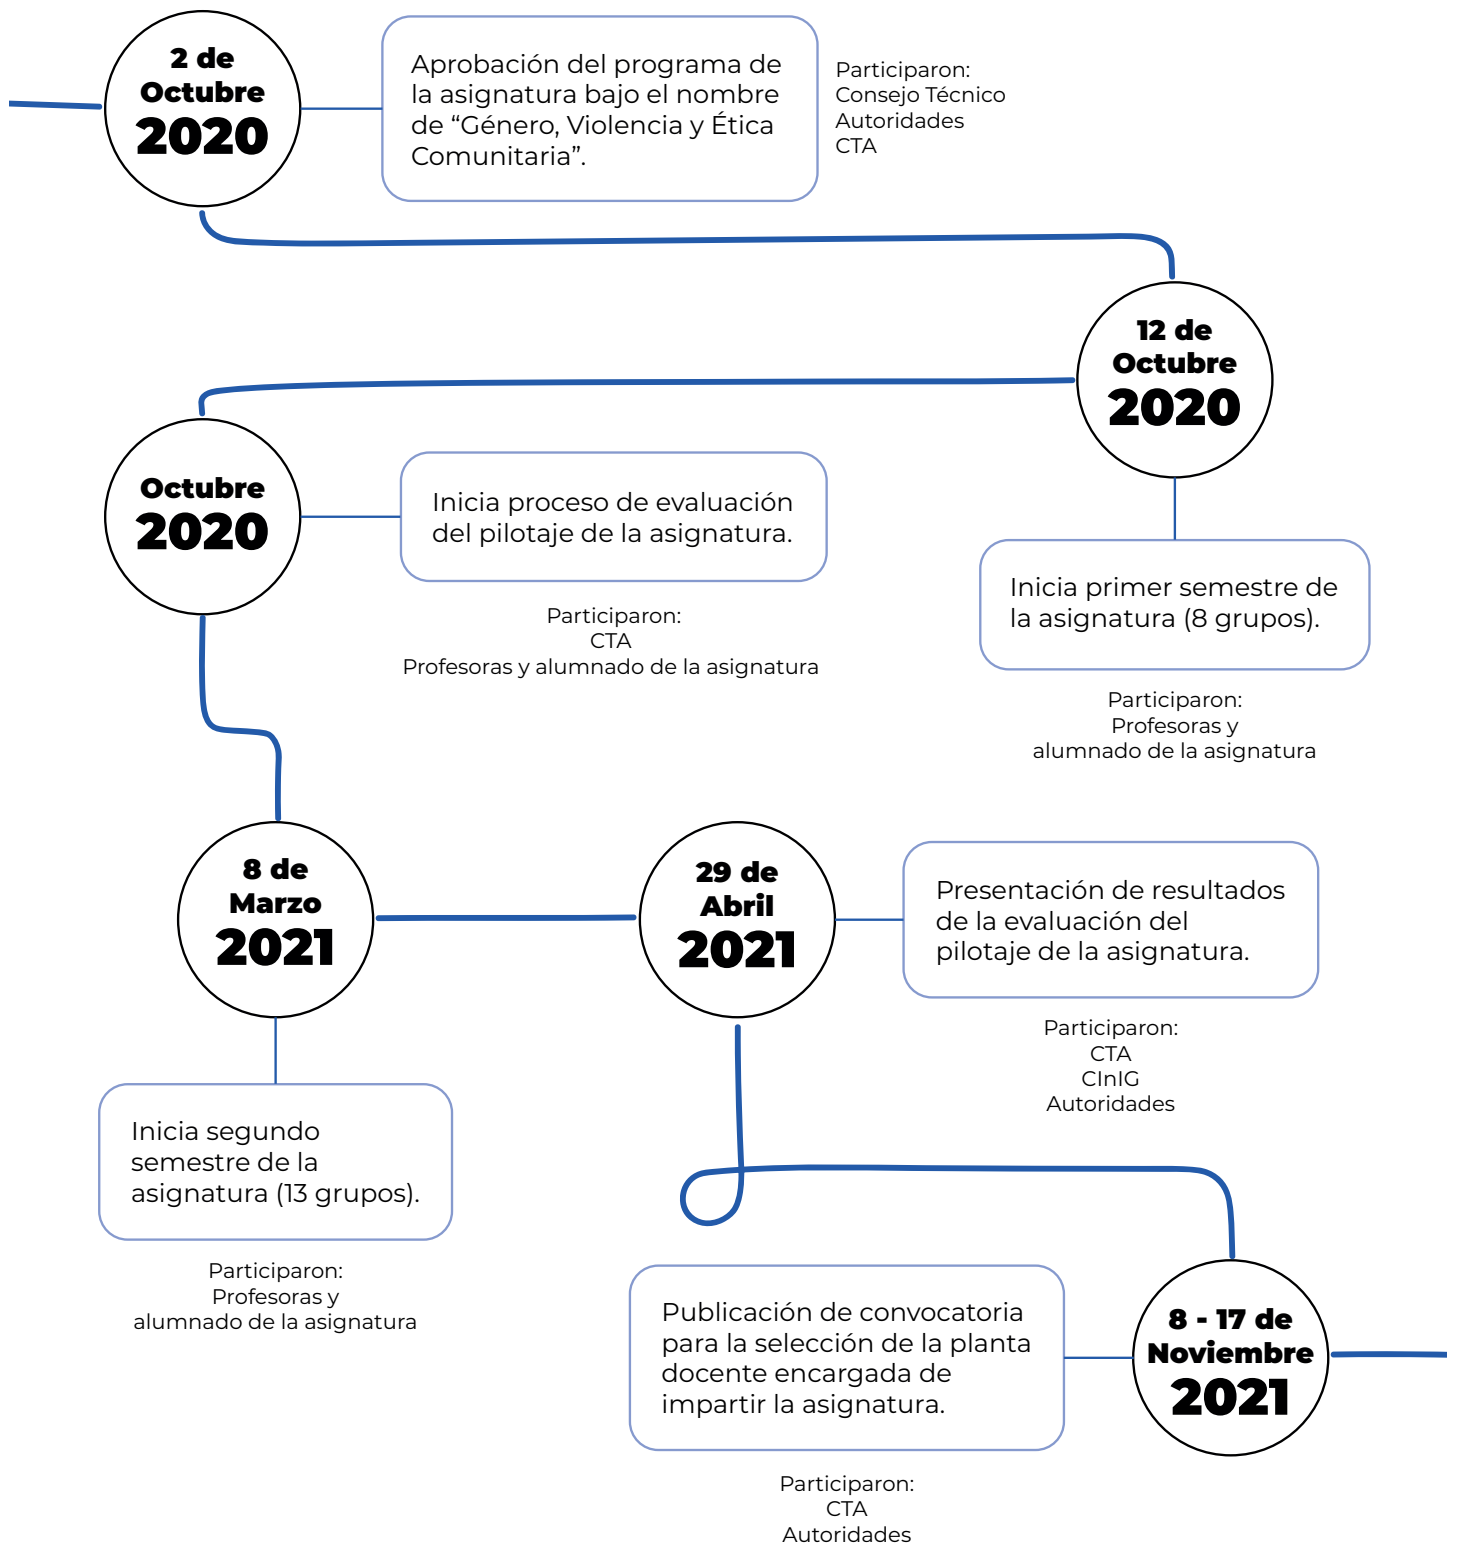 2 de
Octubre
2020
Aprobación del programa de
la asignatura bajo el nombre
de “Género, Violencia y Ética
Comunitaria”.
Participaron:
Consejo Técnico
Autoridades
CTA
12 de
Octubre
2020
Inicia primer semestre de
la asignatura (8 grupos).
Participaron:
Profesoras y
alumnado de la asignatura
Octubre
2020
Inicia proceso de evaluación
del pilotaje de la asignatura.
Participaron:
CTA
Profesoras y alumnado de la asignatura
8 de
Marzo
2021
Inicia segundo
semestre de la
asignatura (13 grupos).
Participaron:
Profesoras y
alumnado de la asignatura
29 de
Abril
2021
Presentación de resultados
de la evaluación del
pilotaje de la asignatura.
Participaron:
CTA
CInIG
Autoridades
8 - 17 de
Noviembre
2021
Publicación de convocatoria
para la selección de la planta
docente encargada de
impartir la asignatura.
Participaron:
CTA
Autoridades